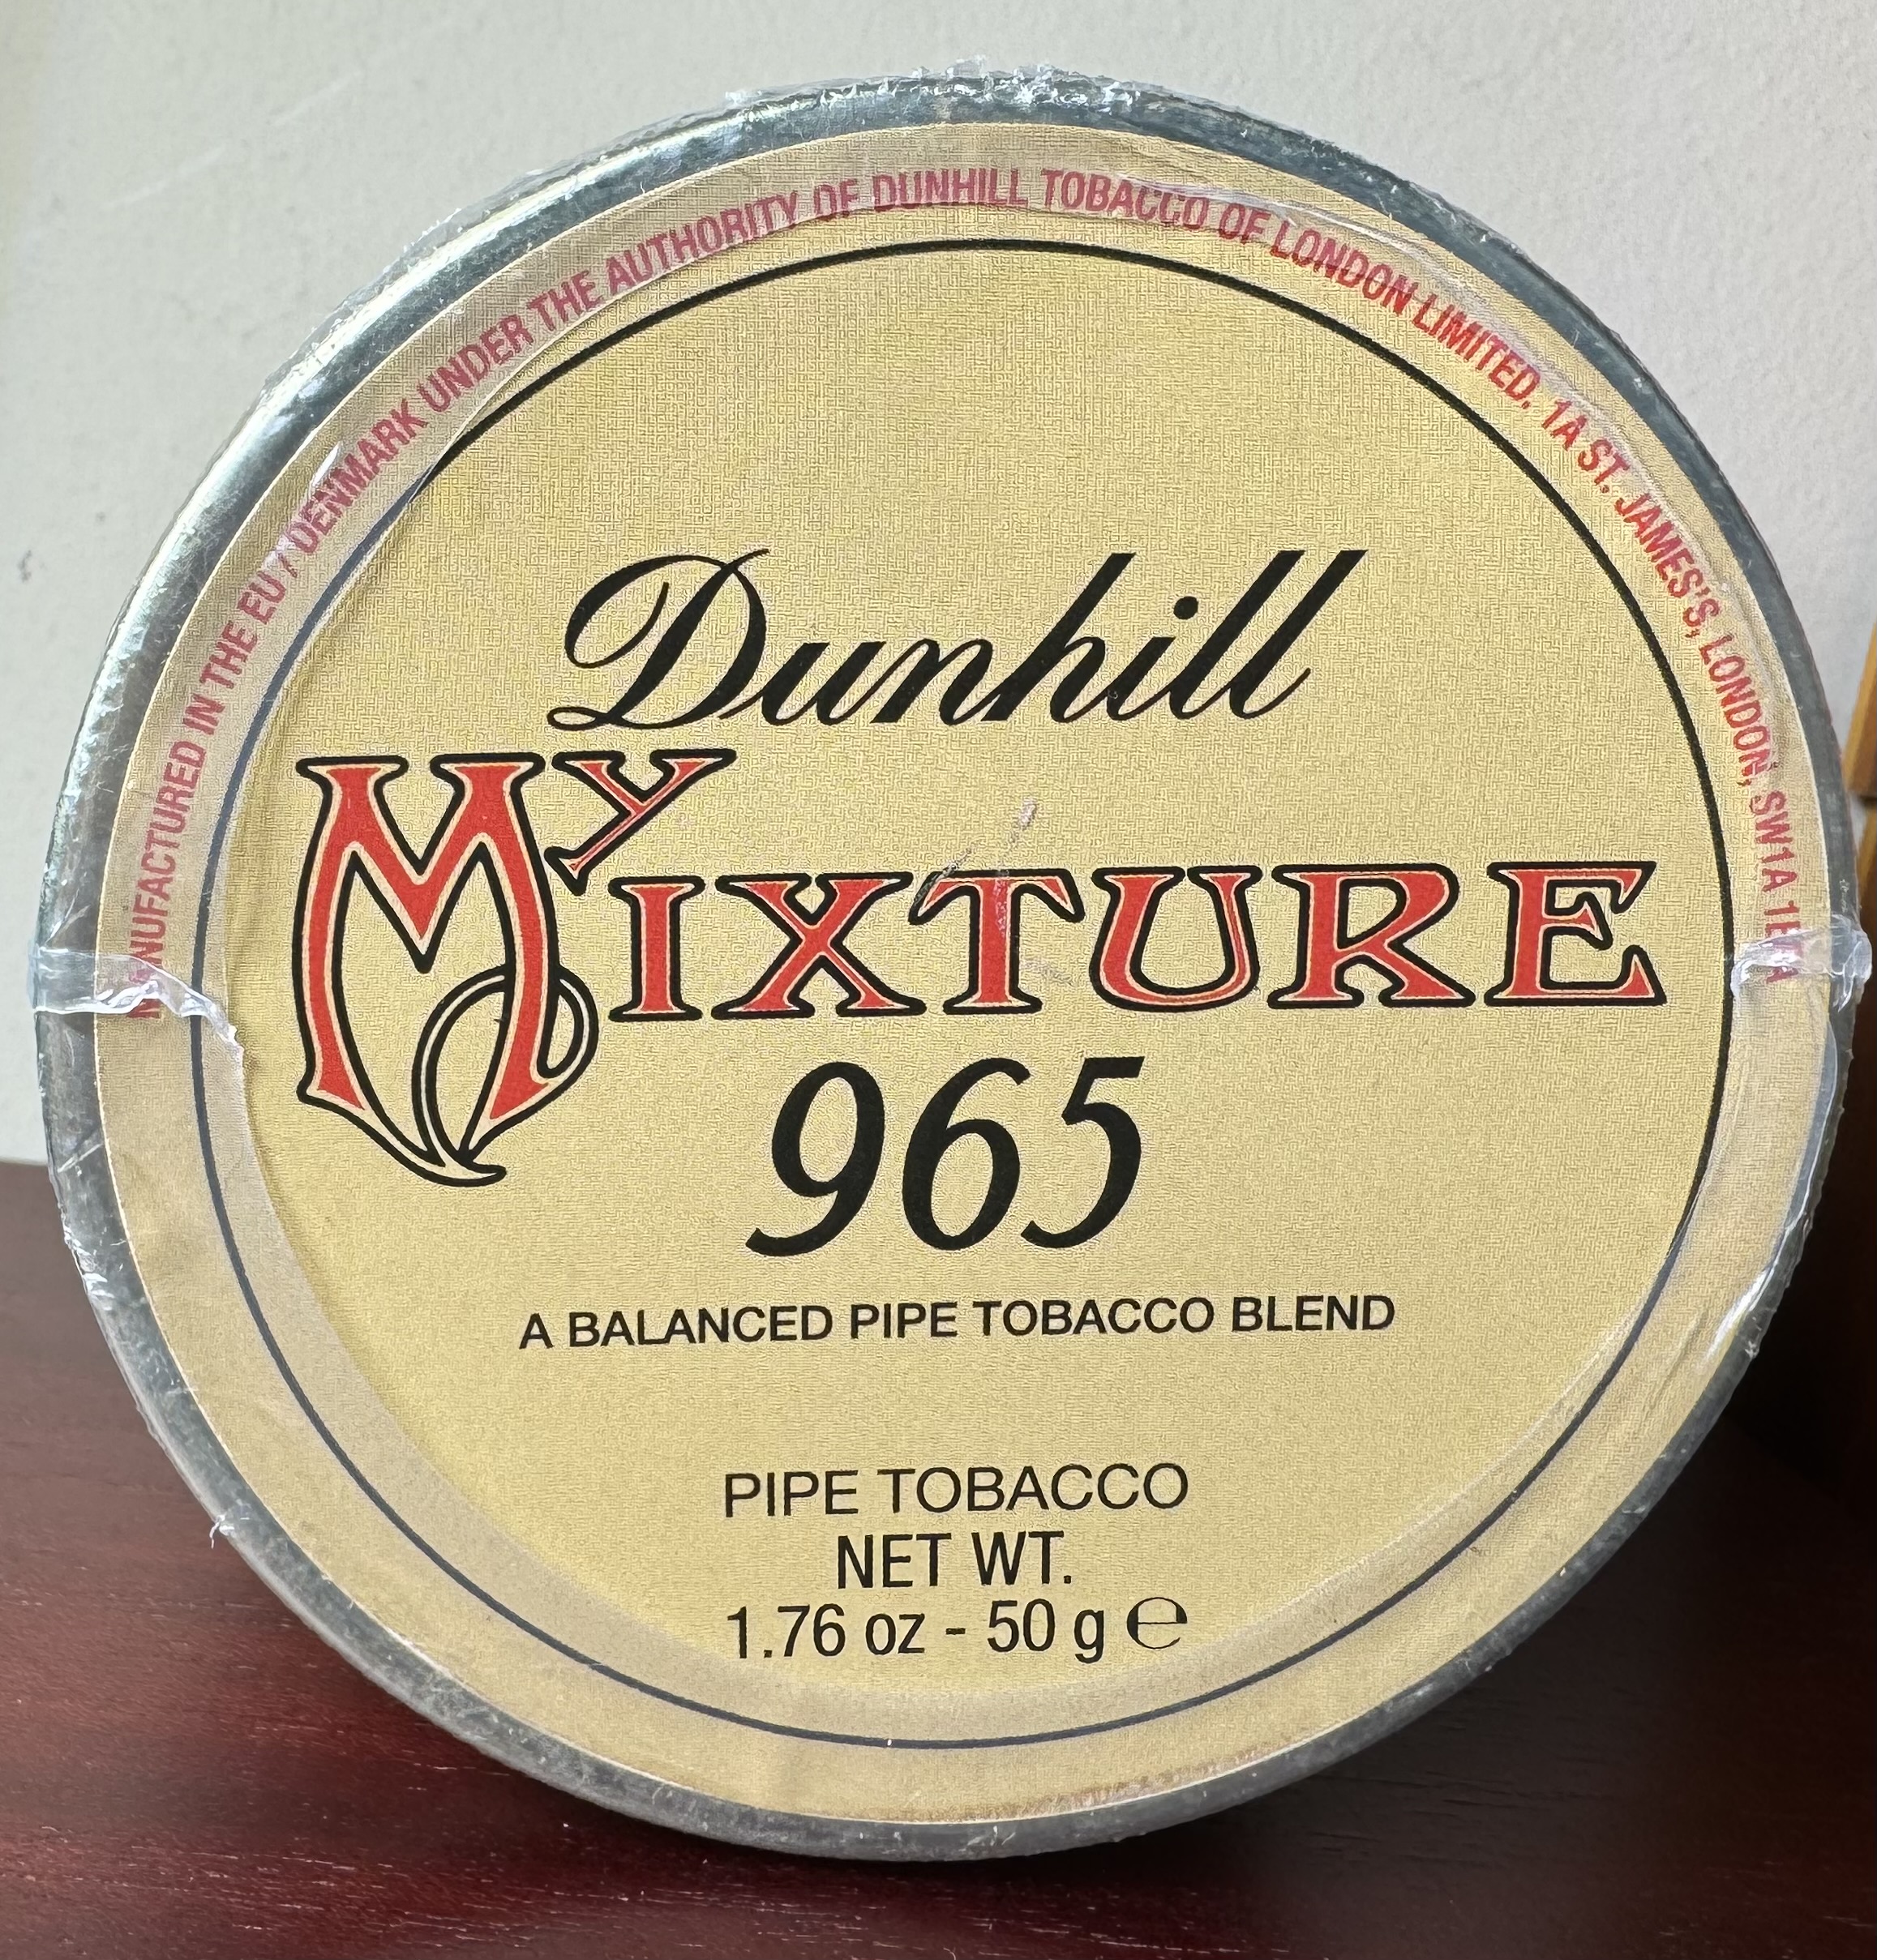 MANUFACTURED IN THE EU / DENMARK UNDER THE AUTHORITY OF DUNHILL TOBACCO OF LONDON LIMITED. 1A ST. JAMES'S, LONDON, SW1A
Dunhill
MY MIXTURE
965
A BALANCED PIPE TOBACCO BLEND
PIPE TOBACCO
NET WT.
1.76 oz - 50 g ℮